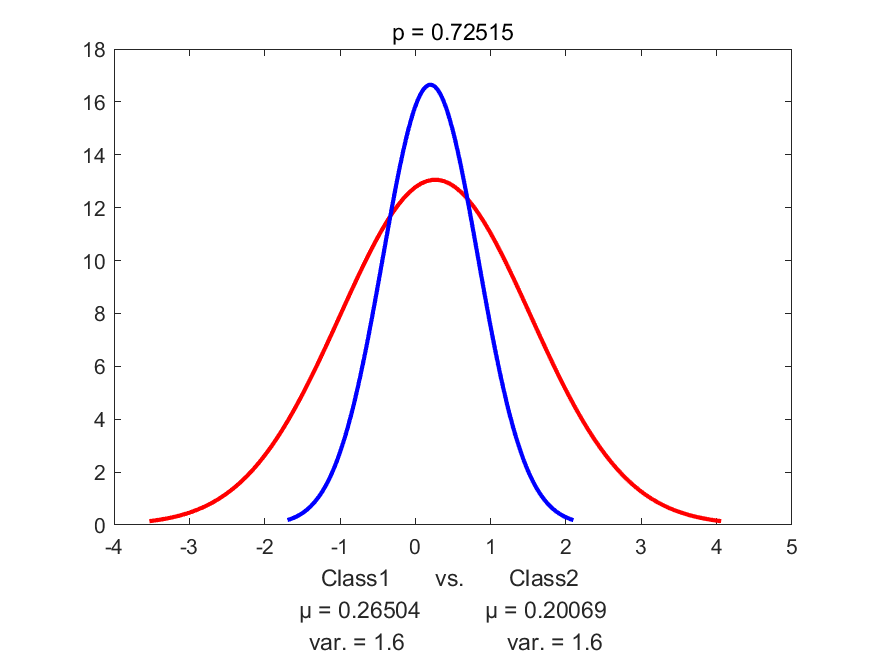 p = 0.72515
18
16
14
12
10
8
6
4
2
0
-4 -3 -2 -1 0 1 2 3 4 5
Class1 vs. Class2
μ = 0.26504 μ = 0.20069
var. = 1.6 var. = 1.6